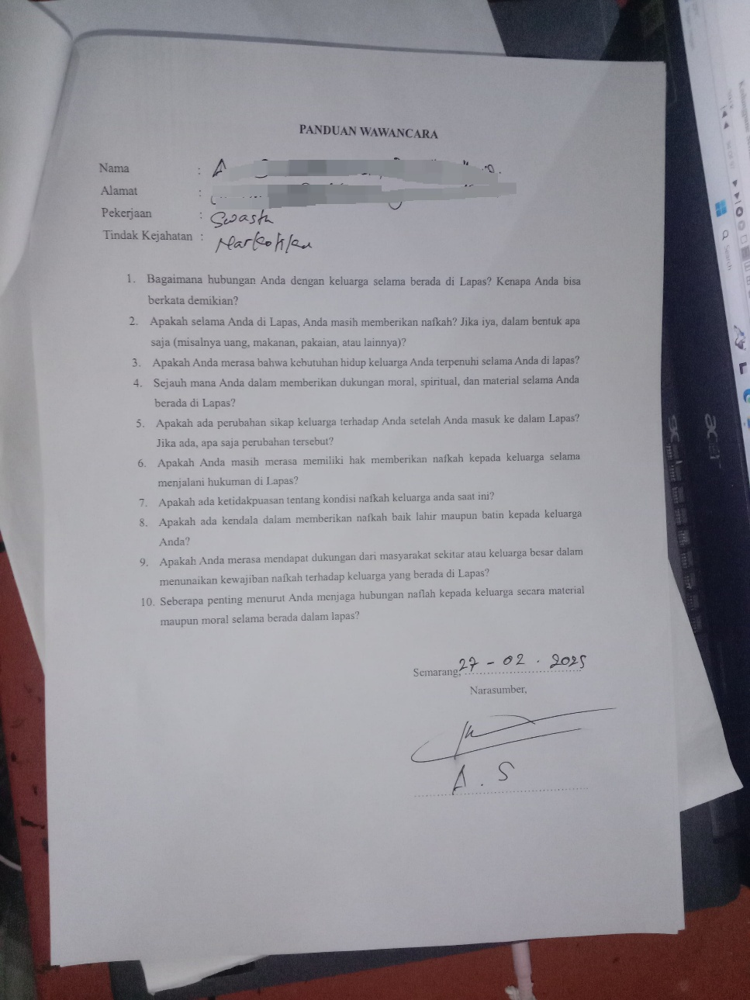 PANDUAN WAWANCARA
Nama : A
Alamat :
Pekerjaan : Swasta
Tindak Kejahatan : Narkotika
1. Bagaimana hubungan Anda dengan keluarga selama berada di Lapas? Kenapa Anda bisa
berkata demikian?
2. Apakah selama Anda di Lapas, Anda masih memberikan nafkah? Jika iya, dalam bentuk apa
saja (misalnya uang, makanan, pakaian, atau lainnya)?
3. Apakah Anda merasa bahwa kebutuhan hidup keluarga Anda terpenuhi selama Anda di lapas?
4. Sejauh mana Anda dalam memberikan dukungan moral, spiritual, dan material selama Anda
berada di Lapas?
5. Apakah ada perubahan sikap keluarga terhadap Anda setelah Anda masuk ke dalam Lapas?
Jika ada, apa saja perubahan tersebut?
6. Apakah Anda masih merasa memiliki hak memberikan nafkah kepada keluarga selama
menjalani hukuman di Lapas?
7. Apakah ada ketidakpuasan tentang kondisi nafkah keluarga anda saat ini?
8. Apakah ada kendala dalam memberikan nafkah baik lahir maupun batin kepada keluarga
Anda?
9. Apakah Anda merasa mendapat dukungan dari masyarakat sekitar atau keluarga besar dalam
menunaikan kewajiban nafkah terhadap keluarga yang berada di Lapas?
10. Seberapa penting menurut Anda menjaga hubungan naflah kepada keluarga secara material
maupun moral selama berada dalam lapas?
Semarang, 27 - 02 . 2025
Narasumber,
A . S
acer
Search